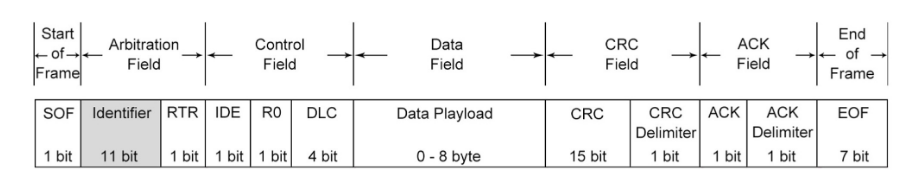 Start
of
Frame
Arbitration
Field
Control
Field
Data
Field
CRC
Field
ACK
Field
End
of
Frame
SOF Identifier RTR IDE R0 DLC Data Playload CRC CRC Delimiter ACK ACK Delimiter EOF
1 bit 11 bit 1 bit 1 bit 1 bit 4 bit 0 - 8 byte 15 bit 1 bit 1 bit 1 bit 7 bit